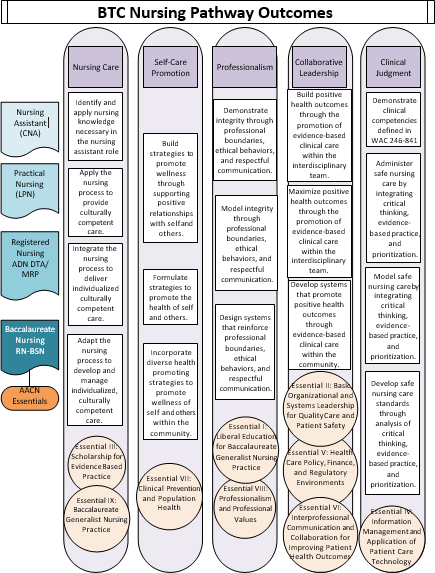 BTC Nursing Pathway Outcomes
Nursing Care
Self-Care
Promotion
Professionalism
Collaborative
Leadership
Clinical
Judgment
Nursing
Assistant
(CNA)
Practical
Nursing
(LPN)
Registered
Nursing
ADN DTA/
MRP
Baccalaureate
Nursing
RN-BSN
AACN
Essentials
Identify and
apply nursing
knowledge
necessary in
the nursing
assistant role
Apply the
nursing
process to
provide
culturally
competent
care.
Integrate the
nursing
process to
deliver
individualized
culturally
competent
care.
Adapt the
nursing
process to
develop and
manage
individualized,
culturally
competent
care.
Essential III:
Scholarship for
Evidence Based
Practice
Essential IX:
Baccalaureate
Generalist Nursing
Practice
Build
strategies to
promote
wellness
through
supporting
positive
relationships
with self and
others.
Formulate
strategies to
promote the
health of self
and others.
Incorporate
diverse health
promoting
strategies to
promote
wellness of
self and others
within the
community.
Essential VII:
Clinical Prevention
and Population
Health
Demonstrate
integrity through
professional
boundaries,
ethical behaviors,
and respectful
communication.
Model integrity
through
professional
boundaries,
ethical
behaviors, and
respectful
communication.
Design systems
that reinforce
professional
boundaries,
ethical
behaviors, and
respectful
communication.
Essential I:
Liberal Education
for Baccalaureate
Generalist Nursing
Practice
Essential VIII:
Professionalism
and Professional
Values
Build positive
health outcomes
through the
promotion of
evidence-based
clinical care
within the
interdisciplinary
team.
Maximize positive
health outcomes
through the
promotion of
evidence-based
clinical care
within the
interdisciplinary
team.
Develop systems
that promote
positive health
outcomes
through
evidence-based
clinical care
within the
community.
Essential II: Basic
Organizational and
Systems Leadership
for Quality Care and
Patient Safety
Essential V: Health
Care Policy, Finance,
and Regulatory
Environments
Essential VI:
Interprofessional
Communication and
Collaboration for
Improving Patient
Health Outcomes
Demonstrate
clinical
competencies
defined in
WAC 246-841
Administer
safe nursing
care by
integrating
critical
thinking,
evidence-
based practice,
and
prioritization.
Model safe
nursing care by
integrating
critical
thinking,
evidence-
based practice,
and
prioritization.
Develop safe
nursing care
standards
through
analysis of
critical
thinking,
evidence-
based practice,
and
prioritization.
Essential IV:
Information
Management and
Application of
Patient Care
Technology